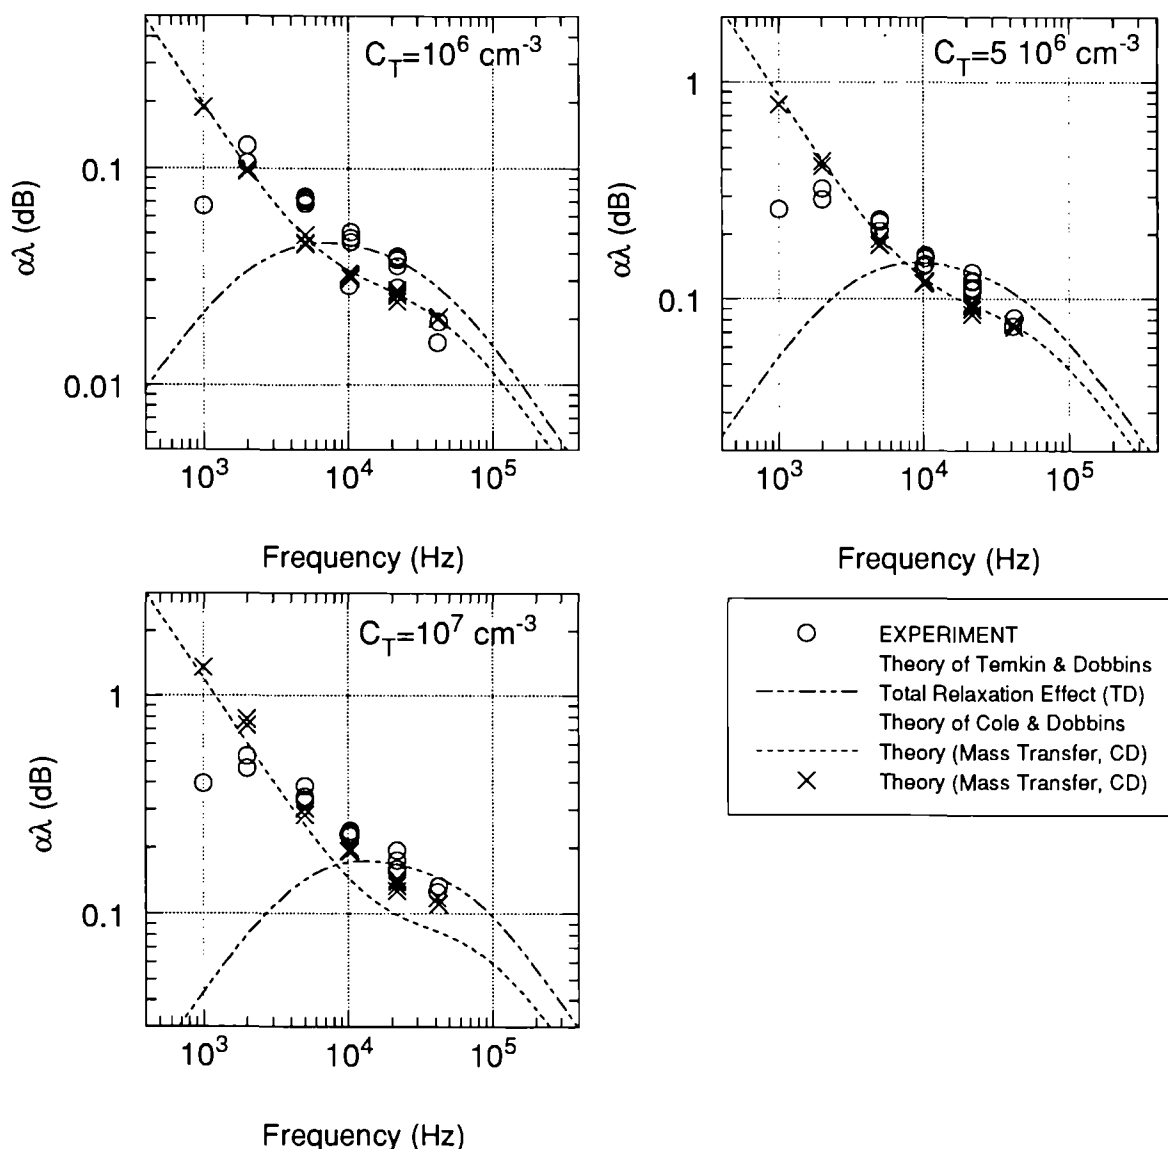 C_T=10^6 cm^-3
αλ (dB)
0.1
0.01
10^3 10^4 10^5
Frequency (Hz)
C_T=5 10^6 cm^-3
αλ (dB)
1
0.1
10^3 10^4 10^5
Frequency (Hz)
C_T=10^7 cm^-3
αλ (dB)
1
0.1
10^3 10^4 10^5
Frequency (Hz)
EXPERIMENT
Theory of Temkin & Dobbins
Total Relaxation Effect (TD)
Theory of Cole & Dobbins
Theory (Mass Transfer, CD)
Theory (Mass Transfer, CD)